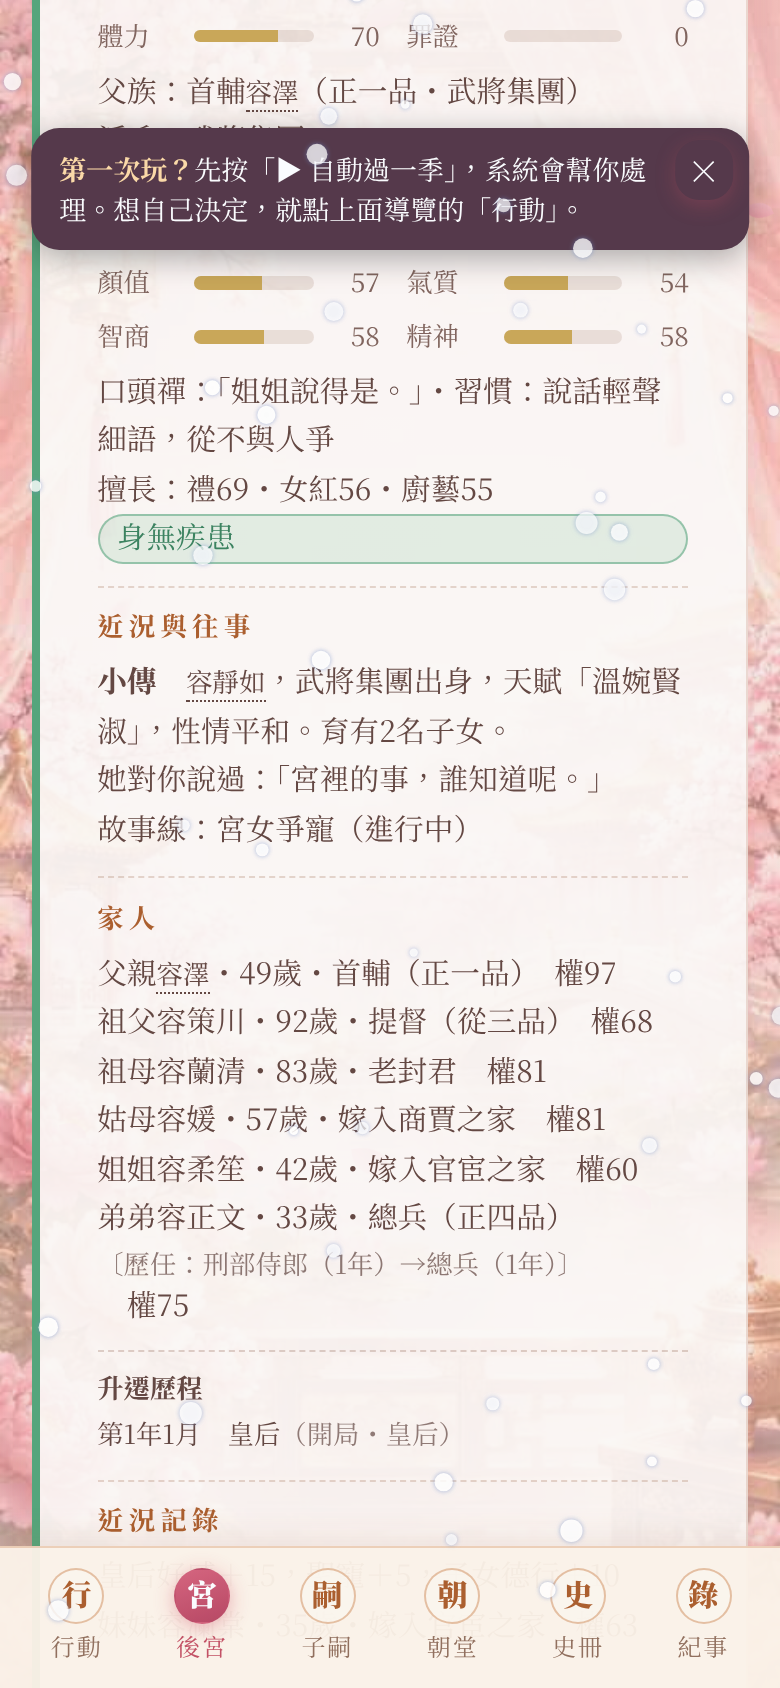 體力 70 罪證 0
父族：首輔容澤（正一品・武將集團）
第一次玩？先按「▶ 自動過一季」，系統會幫你處
理。想自己決定，就點上面導覽的「行動」。
顏值 57 氣質 54
智商 58 精神 58
口頭禪：「姐姐說得是。」・習慣：說話輕聲
細語，從不與人爭
擅長：禮69・女紅56・廚藝55
身無疾患
近況與往事
小傳 容靜如，武將集團出身，天賦「溫婉賢
淑」，性情平和。育有2名子女。
她對你說過：「宮裡的事，誰知道呢。」
故事線：宮女爭寵（進行中）
家人
父親容澤・49歲・首輔（正一品） 權97
祖父容策川・92歲・提督（從三品） 權68
祖母容蘭清・83歲・老封君 權81
姑母容媛・57歲・嫁入商賈之家 權81
姐姐容柔笙・42歲・嫁入官宦之家 權60
弟弟容正文・33歲・總兵（正四品）
〔歷任：刑部侍郎（1年）→總兵（1年）〕
權75
升遷歷程
第1年1月 皇后（開局・皇后）
近況記錄
行 宮 嗣 朝 史 錄
行動 後宮 子嗣 朝堂 史冊 紀事